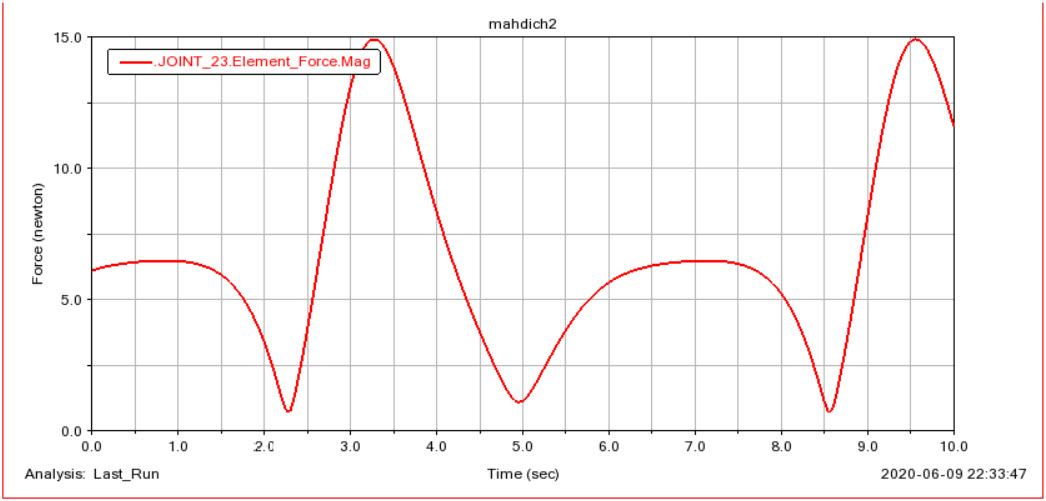 mahdich2
15.0
.JOINT_23.Element_Force.Mag
10.0
Force (newton)
5.0
0.0
0.0 1.0 2.0 3.0 4.0 5.0 6.0 7.0 8.0 9.0 10.0
Analysis: Last_Run Time (sec) 2020-06-09 22:33:47